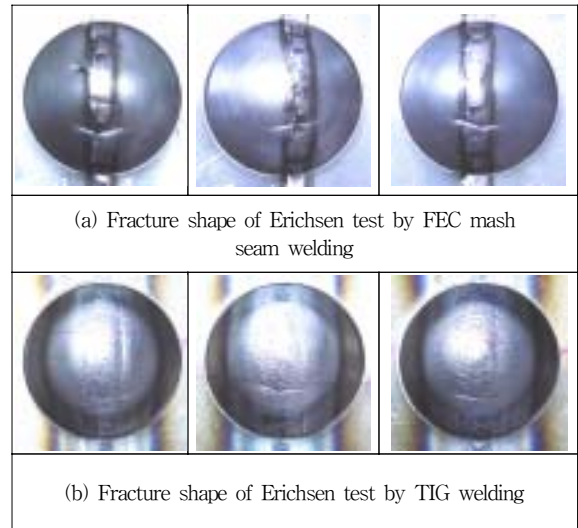 (a) Fracture shape of Erichsen test by FEC mash
seam welding
(b) Fracture shape of Erichsen test by TIG welding